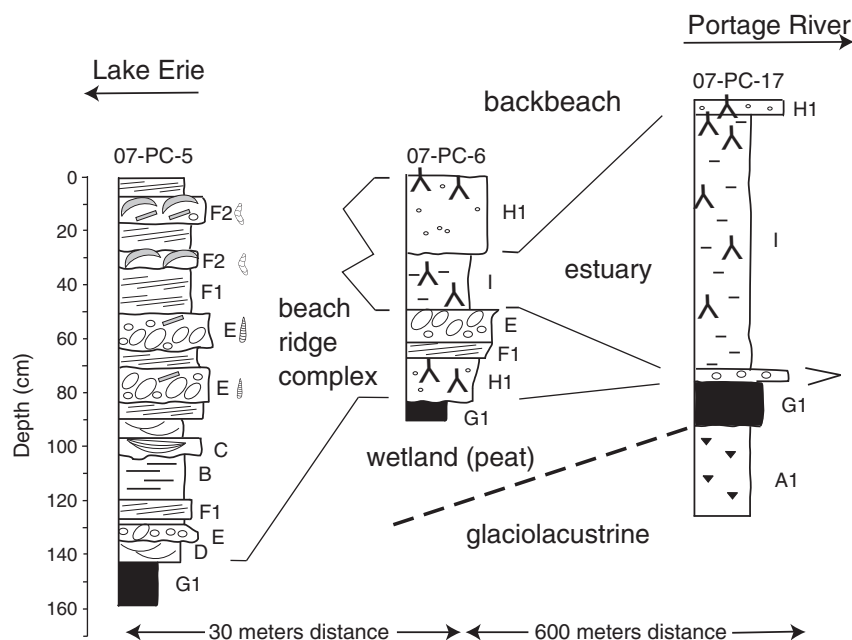 Portage River
Lake Erie
07-PC-17
backbeach
H1
07-PC-5
07-PC-6
0
20
40
60
80
100
120
140
160
Depth (cm)
F2
F2
F1
E
E
C
B
F1
E
D
G1
beach
ridge
complex
H1
I
E
F1
H1
G1
estuary
I
G1
A1
wetland (peat)
glaciolacustrine
30 meters distance
600 meters distance